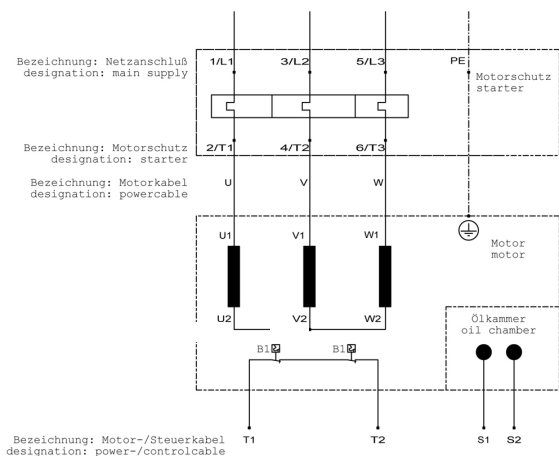 Bezeichnung: Netzanschluß
designation: main supply
1/L1 3/L2 5/L3 PE
Motorschutz
starter
Bezeichnung: Motorschutz
designation: starter
2/T1 4/T2 6/T3
Bezeichnung: Motorkabel
designation: powercable
U V W
U1 V1 W1
Motor
motor
U2 V2 W2
Ölkammer
oil chamber
B1 B1
Bezeichnung: Motor-/Steuerkabel
designation: power-/controlcable
T1 T2 S1 S2